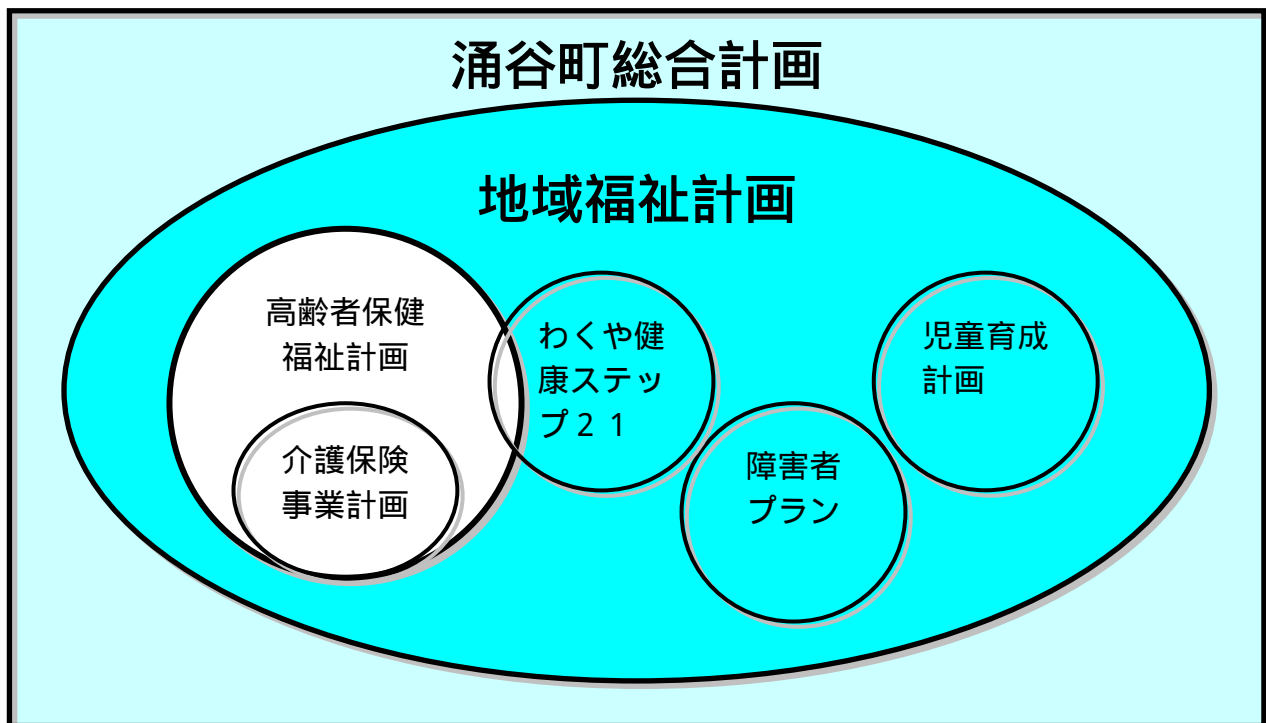 涌谷町総合計画
地域福祉計画
高齢者保健
福祉計画
介護保険
事業計画
わくや健
康ステッ
プ２１
障害者
プラン
児童育成
計画